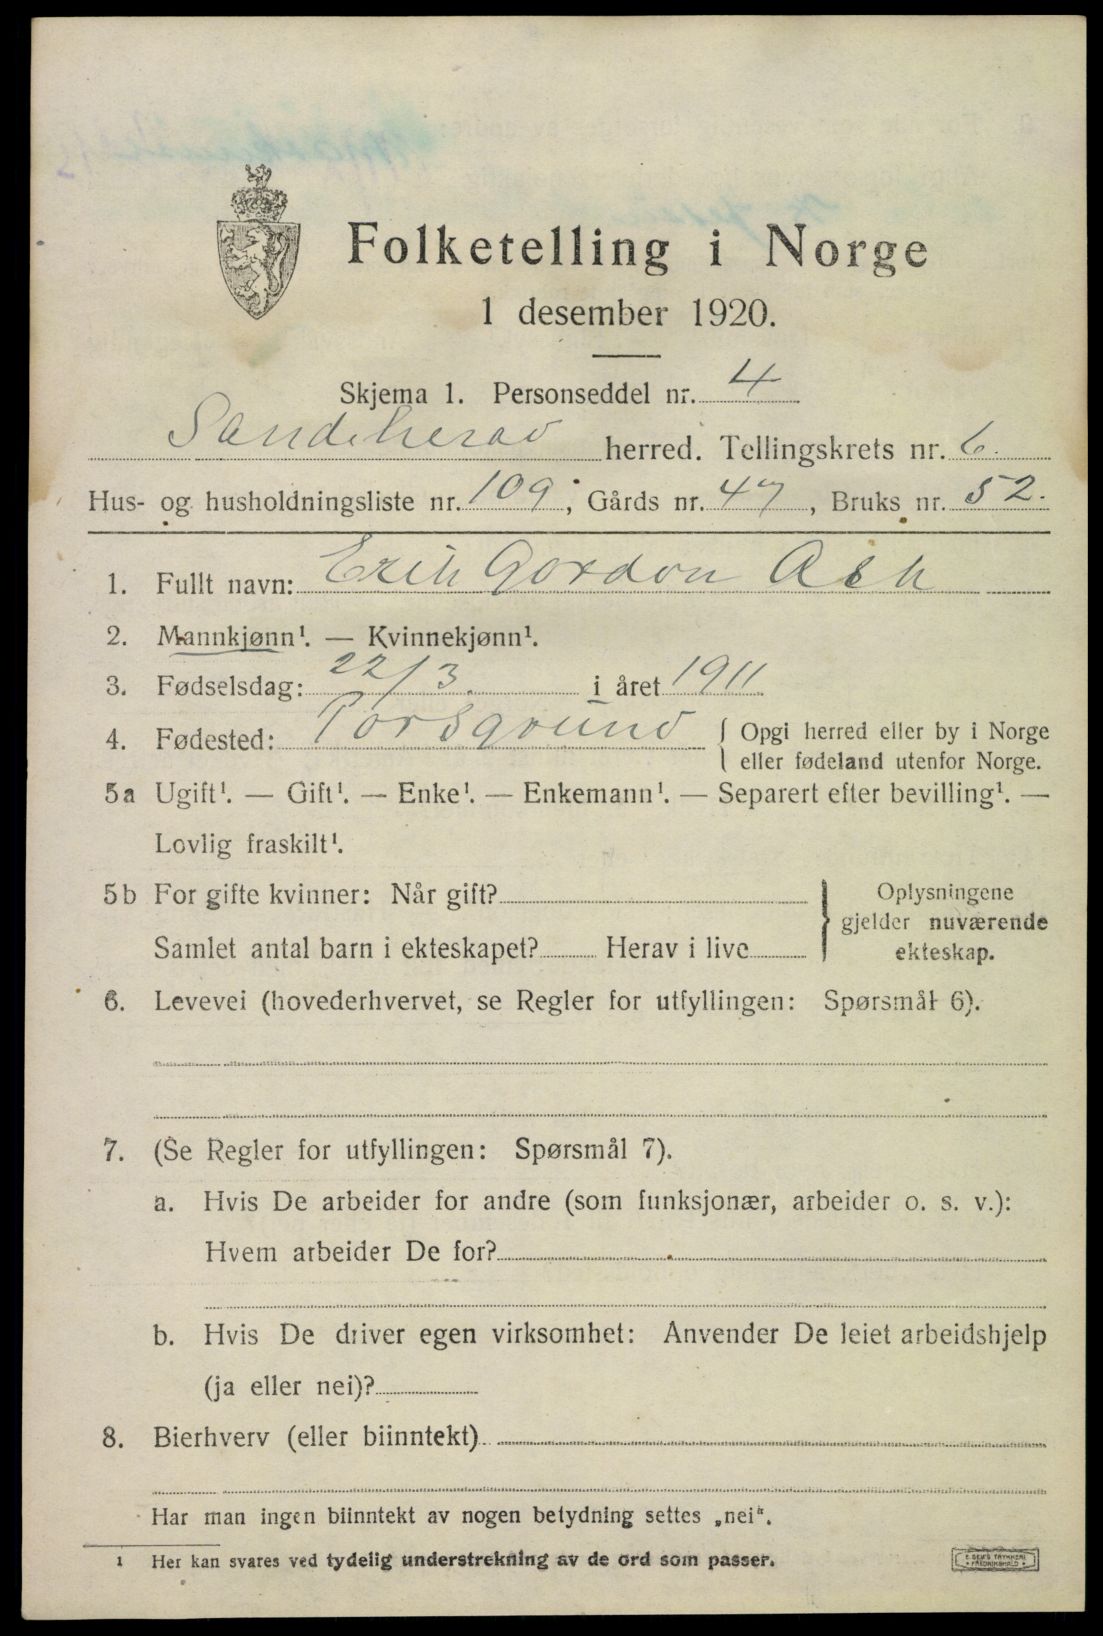 Folketelling i Norge
1 desember 1920.
Skjema 1. Personseddel nr. 4
Sandeherad herred. Tellingskrets nr. 6.
Hus- og husholdningsliste nr. 109, Gårds nr. 47, Bruks nr. 52.
1. Fullt navn: Erik Gordon Ask
2. Mannkjønn¹. — Kvinnekjønn¹.
3. Fødselsdag: 22/3. i året 1911
4. Fødested: Porsgrund { Opgi herred eller by i Norge
eller fødeland utenfor Norge.
5a Ugift¹. — Gift¹. — Enke¹. — Enkemann¹. — Separert efter bevilling¹. —
Lovlig fraskilt¹.
5b For gifte kvinner: Når gift? Oplysningene
gjelder nuværende
Samlet antal barn i ekteskapet? Herav i live ekteskap.
6. Levevei (hovederhvervet, se Regler for utfyllingen: Spørsmål 6).
7. (Se Regler for utfyllingen: Spørsmål 7).
a. Hvis De arbeider for andre (som funksjonær, arbeider o. s. v.):
Hvem arbeider De for?
b. Hvis De driver egen virksomhet: Anvender De leiet arbeidshjelp
(ja eller nei)?
8. Bierhverv (eller biinntekt)
Har man ingen biinntekt av nogen betydning settes „nei“.
¹ Her kan svares ved tydelig understrekning av de ord som passer.
E. SEMS TRYKKERI
FREDRIKSHALD